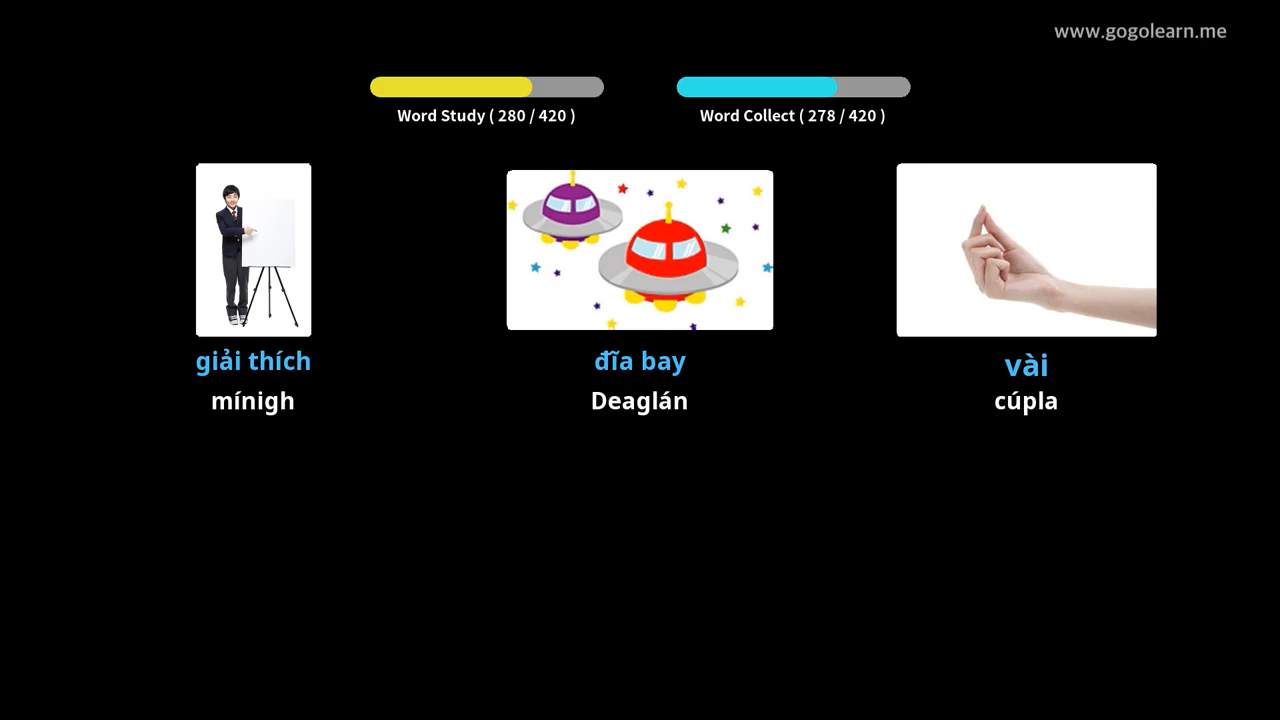 www.gogolearn.me
Word Study ( 280 / 420 )
Word Collect ( 278 / 420 )
giải thích
đĩa bay
vài
mínigh
Deaglán
cúpla